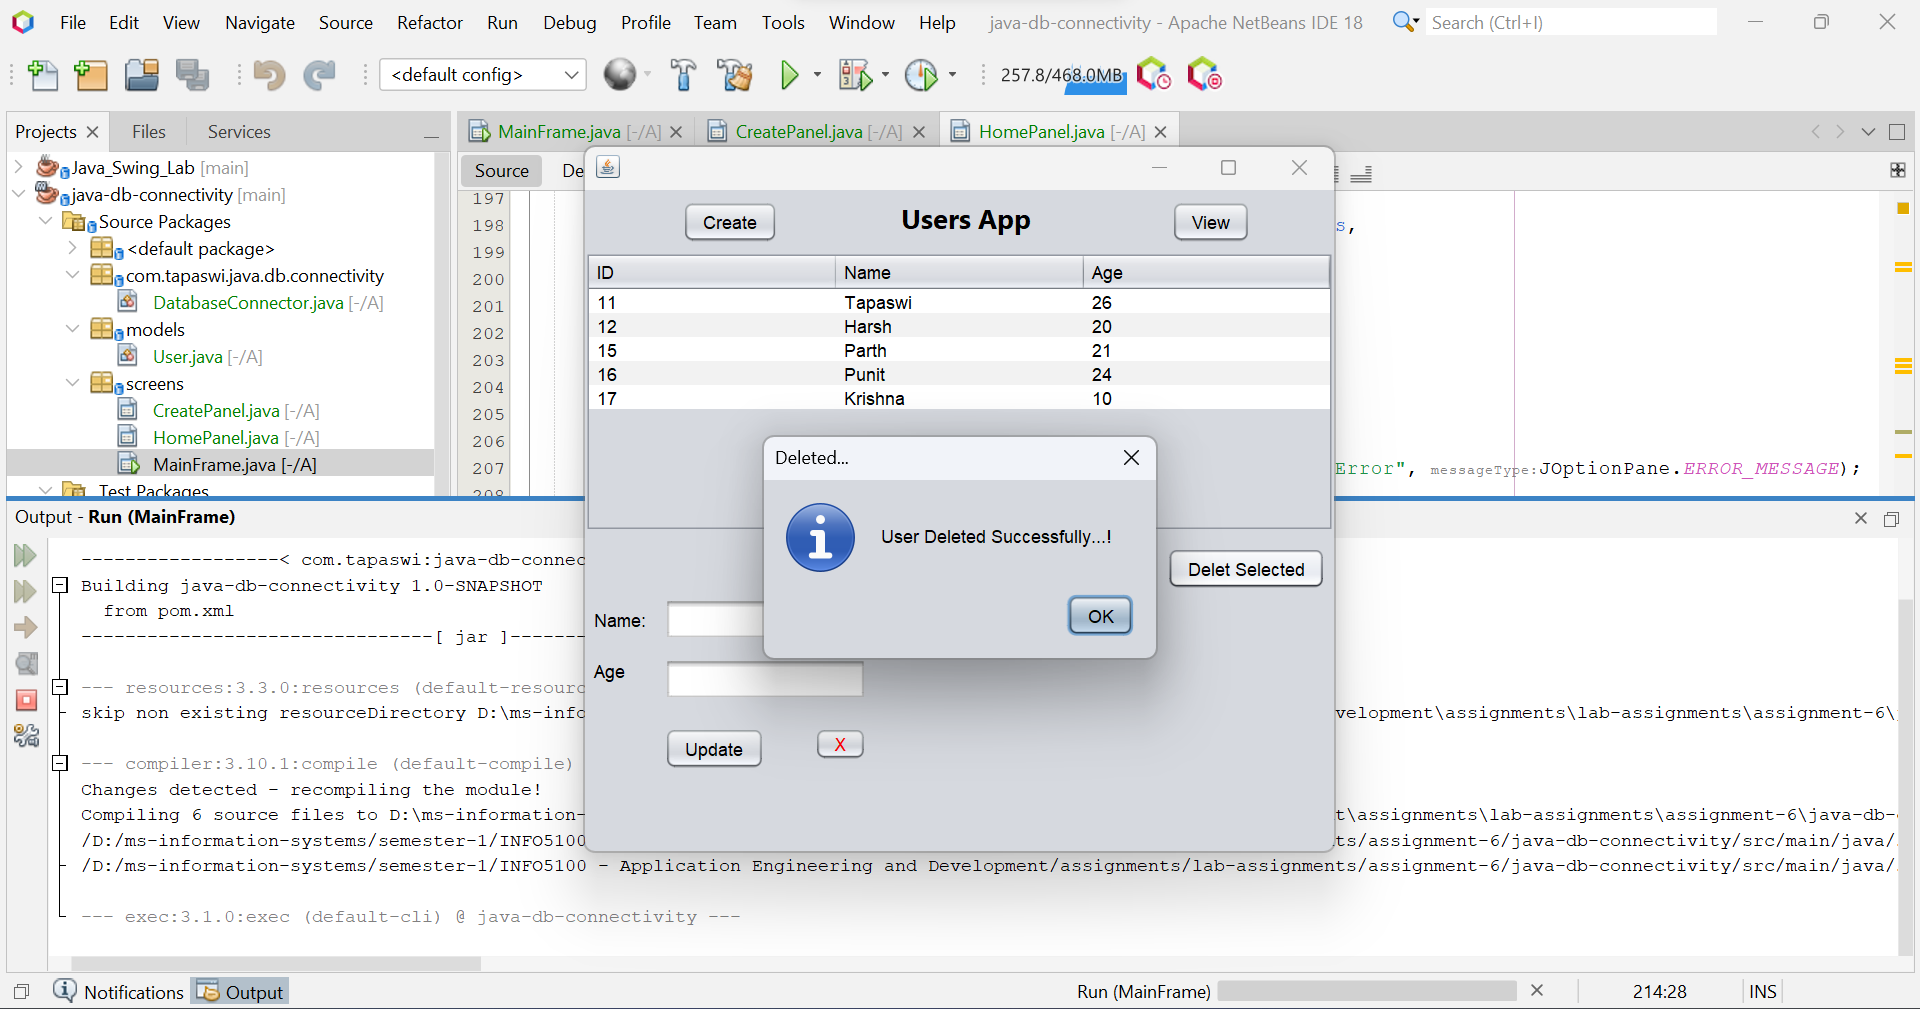 File Edit View Navigate Source Refactor Run Debug Profile Team Tools Window Help java-db-connectivity - Apache NetBeans IDE 18 Search (Ctrl+I)
<default config> 257.8/468.0MB
Projects Files Services
MainFrame.java [-/A] CreatePanel.java [-/A] HomePanel.java [-/A]
Java_Swing_Lab [main]
java-db-connectivity [main]
Source Packages
<default package>
com.tapaswi.java.db.connectivity
DatabaseConnector.java [-/A]
models
User.java [-/A]
screens
CreatePanel.java [-/A]
HomePanel.java [-/A]
MainFrame.java [-/A]
Test Packages
Source De
197
198 s,
199
200
201
202
203
204
205
206
207 Error", messageType: JOptionPane.ERROR_MESSAGE);
208
Create Users App View
ID Name Age
11 Tapaswi 26
12 Harsh 20
15 Parth 21
16 Punit 24
17 Krishna 10
Deleted...
User Deleted Successfully...!
OK
Delet Selected
Name:
Age
Update X
Output - Run (MainFrame)
------------------< com.tapaswi:java-db-connec
Building java-db-connectivity 1.0-SNAPSHOT
from pom.xml
--------------------------------[ jar ]-------
--- resources:3.3.0:resources (default-resourc
skip non existing resourceDirectory D:\ms-info velopment\assignments\lab-assignments\assignment-6\
--- compiler:3.10.1:compile (default-compile)
Changes detected - recompiling the module!
Compiling 6 source files to D:\ms-information- t\assignments\lab-assignments\assignment-6\java-db-
/D:/ms-information-systems/semester-1/INFO5100 ts/assignment-6/java-db-connectivity/src/main/java/
/D:/ms-information-systems/semester-1/INFO5100 - Application Engineering and Development/assignments/lab-assignments/assignment-6/java-db-connectivity/src/main/java/
--- exec:3.1.0:exec (default-cli) @ java-db-connectivity ---
Notifications Output Run (MainFrame) 214:28 INS